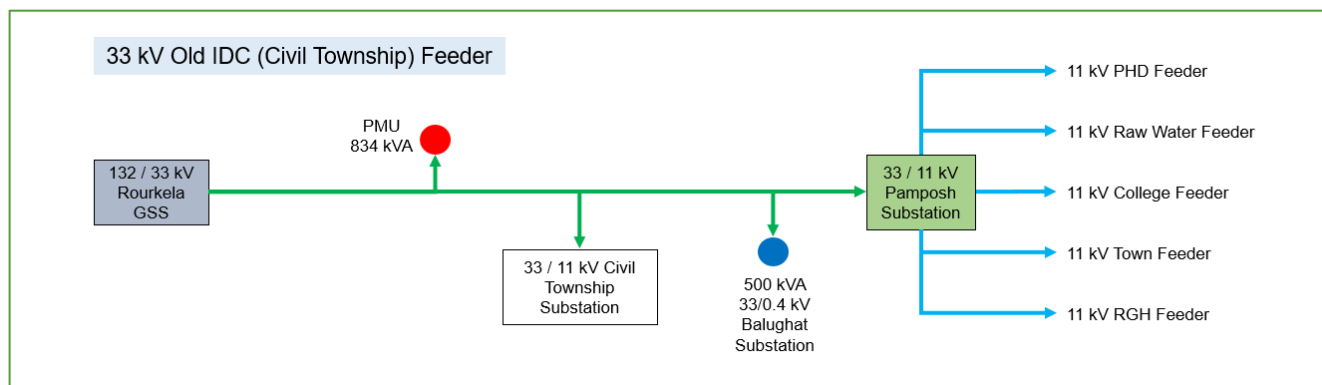 33 kV Old IDC (Civil Township) Feeder
PMU
834 kVA
132 / 33 kV
Rourkela
GSS
33 / 11 kV Civil
Township
Substation
500 kVA
33/0.4 kV
Balughat
Substation
33 / 11 kV
Pamposh
Substation
11 kV PHD Feeder
11 kV Raw Water Feeder
11 kV College Feeder
11 kV Town Feeder
11 kV RGH Feeder